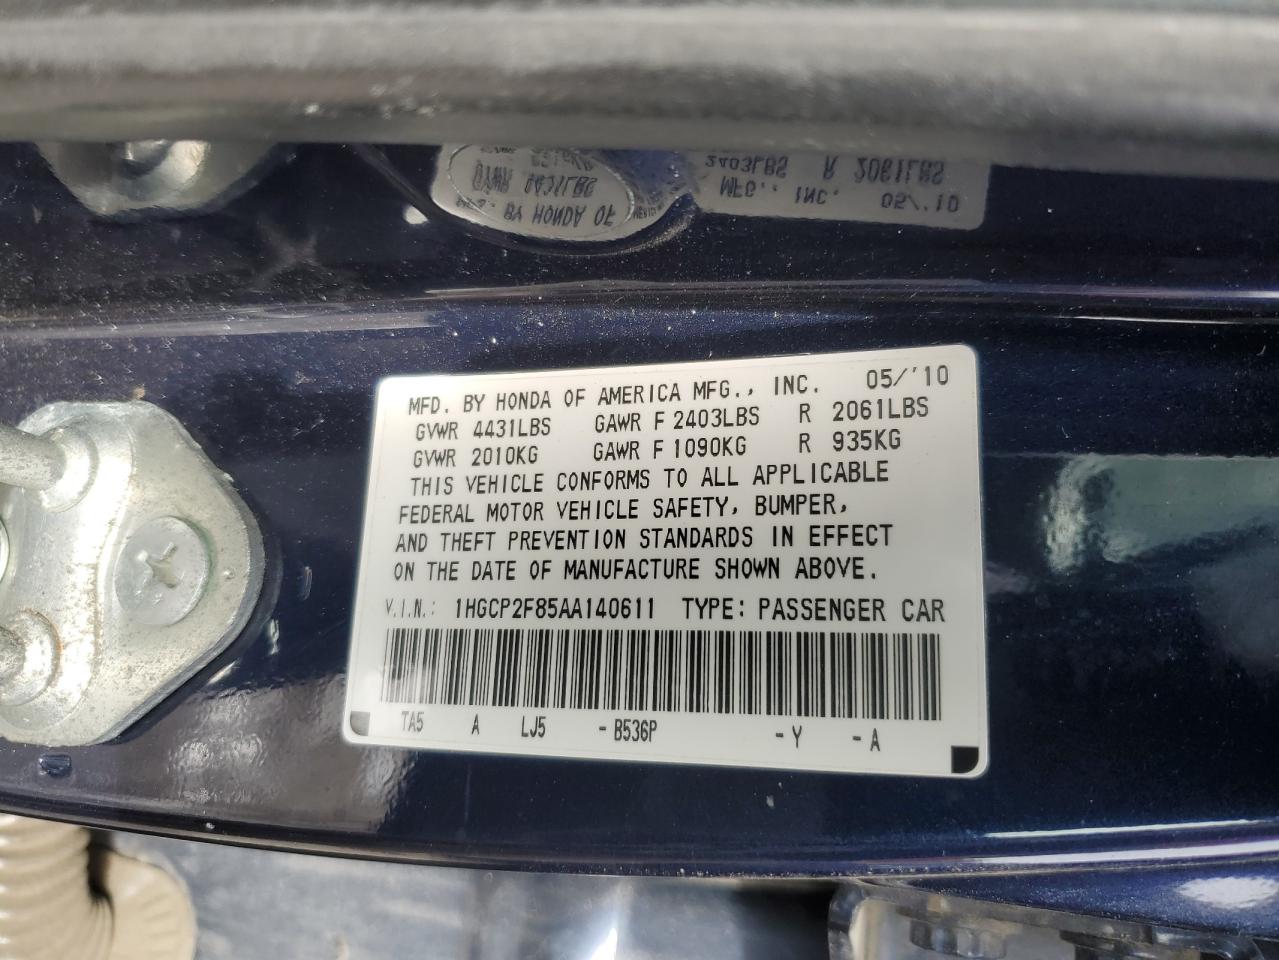 MFD. BY HONDA OF AMERICA MFG., INC. 05/'10
GVWR 4431LBS GAWR F 2403LBS R 2061LBS
GVWR 2010KG GAWR F 1090KG R 935KG
THIS VEHICLE CONFORMS TO ALL APPLICABLE
FEDERAL MOTOR VEHICLE SAFETY, BUMPER,
AND THEFT PREVENTION STANDARDS IN EFFECT
ON THE DATE OF MANUFACTURE SHOWN ABOVE.
V.I.N.: 1HGCP2F85AA140611 TYPE: PASSENGER CAR
TA5 A LJ5 -B536P -Y -A